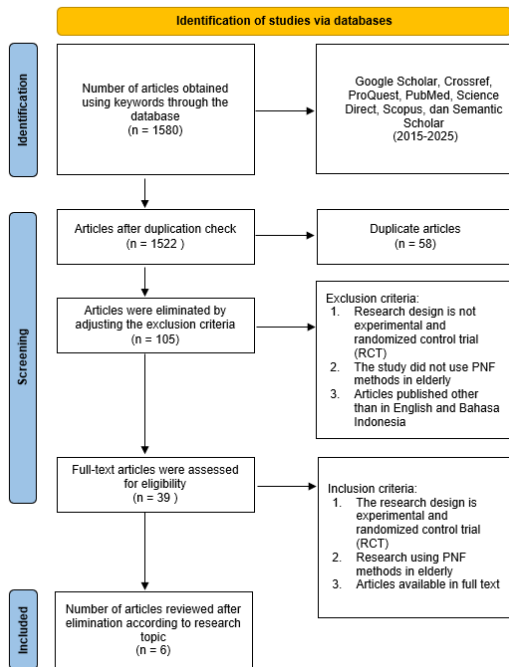 Identification of studies via databases
Identification
Number of articles obtained
using keywords through the
database
(n = 1580)
Google Scholar, Crossref,
ProQuest, PubMed, Science
Direct, Scopus, dan Semantic
Scholar
(2015-2025)
Screening
Articles after duplication check
(n = 1522 )
Duplicate articles
(n = 58)
Articles were eliminated by
adjusting the exclusion criteria
(n = 105)
Exclusion criteria:
1. Research design is not
experimental and
randomized control trial
(RCT)
2. The study did not use PNF
methods in elderly
3. Articles published other
than in English and Bahasa
Indonesia
Full-text articles were assessed
for eligibility
(n = 39 )
Inclusion criteria:
1. The research design is
experimental and
randomized control trial
(RCT)
2. Research using PNF
methods in elderly
3. Articles available in full text
Included
Number of articles reviewed after
elimination according to research
topic
(n = 6)